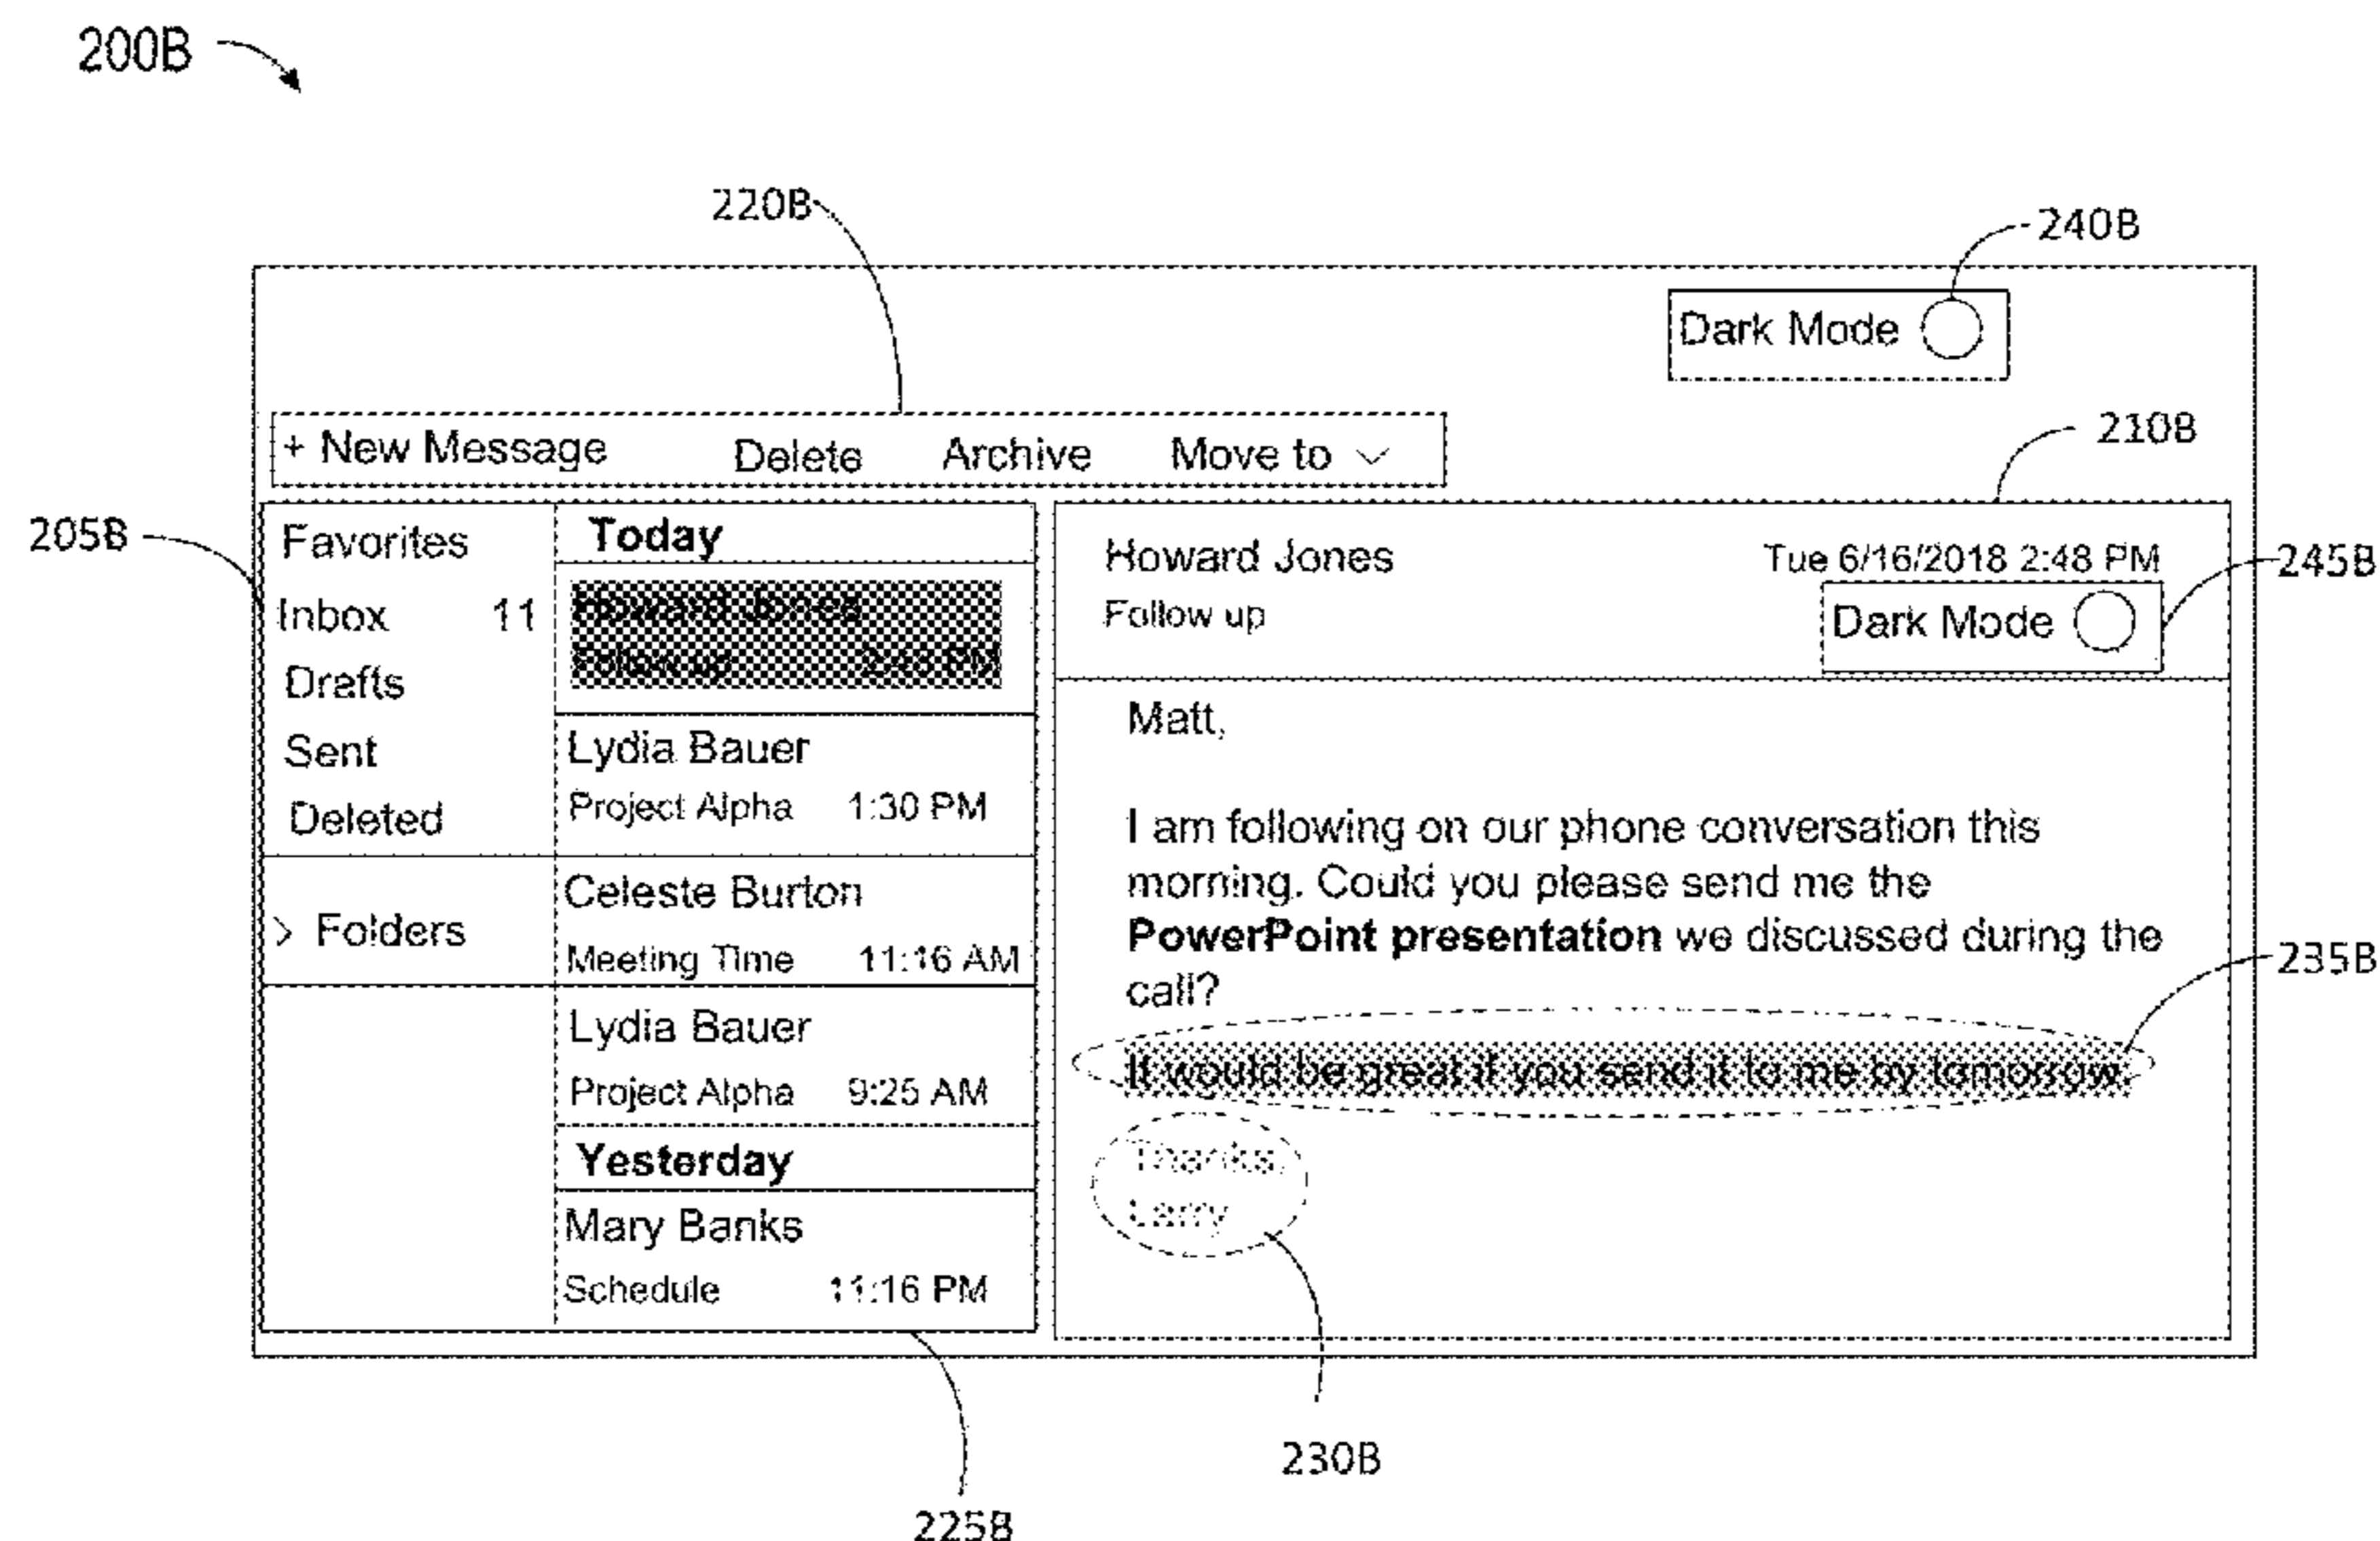 200B
220B
240B
Dark Mode
210B
+ New Message Delete Archive Move to
205B
Favorites
Inbox 11
Drafts
Sent
Deleted
> Folders
Today
Howard Jones
Follow up 2:48 PM
Lydia Bauer
Project Alpha 1:30 PM
Celeste Burton
Meeting Time 11:16 AM
Lydia Bauer
Project Alpha 9:25 AM
Yesterday
Mary Banks
Schedule 11:16 PM
225B
Howard Jones Tue 6/16/2018 2:48 PM
Follow up
Dark Mode
245B
Matt,
I am following on our phone conversation this
morning. Could you please send me the
PowerPoint presentation we discussed during the
call?
235B
It would be great if you send it to me by tomorrow.
Thanks,
Larry
230B